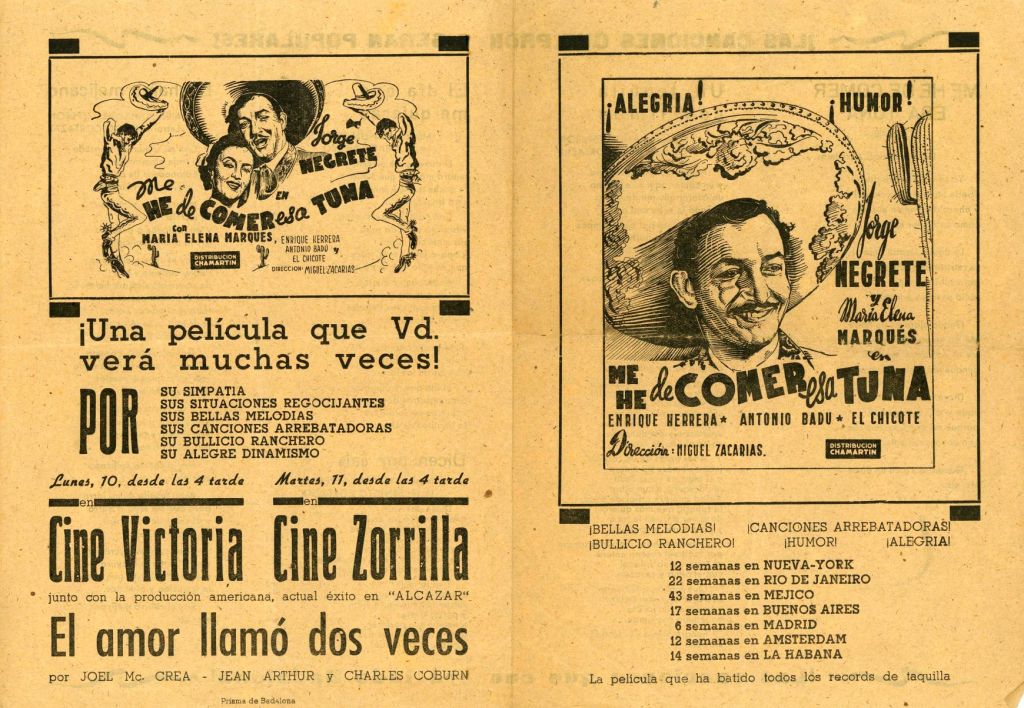 Jorge
NEGRETE
EN
Me
HE de COMER esa TUNA
con
MARIA ELENA MARQUES, ENRIQUE HERRERA
ANTONIO BADÚ y
EL CHICOTE
DISTRIBUCION
CHAMARTIN
DIRECCION: MIGUEL ZACARIAS
¡Una película que Vd.
verá muchas veces!
POR
SU SIMPATIA
SUS SITUACIONES REGOCIJANTES
SUS BELLAS MELODIAS
SUS CANCIONES ARREBATADORAS
SU BULLICIO RANCHERO
SU ALEGRE DINAMISMO
Lunes, 10, desde las 4 tarde
en
Cine Victoria
Martes, 11, desde las 4 tarde
en
Cine Zorrilla
junto con la producción americana, actual éxito en "ALCAZAR"
El amor llamó dos veces
por JOEL Mc. CREA - JEAN ARTHUR y CHARLES COBURN
Prisma de Badalona
¡ALEGRIA! ¡HUMOR!
Jorge
NEGRETE
y
María Elena
MARQUÉS
en
ME
HE de COMER esa TUNA
ENRIQUE HERRERA ★ ANTONIO BADU ★ EL CHICOTE
Dirección: MIGUEL ZACARIAS.
DISTRIBUCION
CHAMARTIN
¡BELLAS MELODIAS! ¡CANCIONES ARREBATADORAS!
¡BULLICIO RANCHERO! ¡HUMOR! ¡ALEGRIA!
12 semanas en NUEVA-YORK
22 semanas en RIO DE JANEIRO
43 semanas en MEJICO
17 semanas en BUENOS AIRES
6 semanas en MADRID
12 semanas en AMSTERDAM
14 semanas en LA HABANA
La película que ha batido todos los records de taquilla